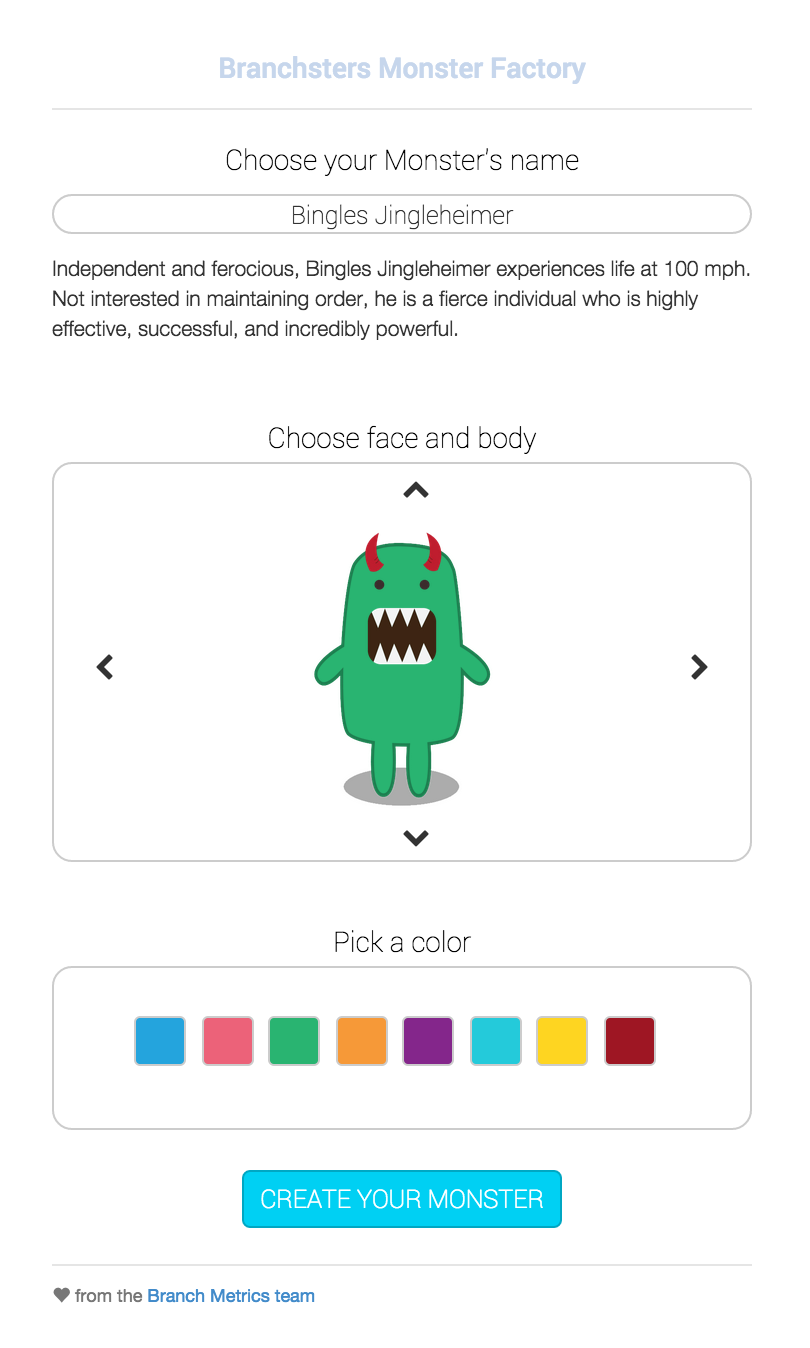 Branchsters Monster Factory
Choose your Monster's name
Bingles Jingleheimer
Independent and ferocious, Bingles Jingleheimer experiences life at 100 mph.
Not interested in maintaining order, he is a fierce individual who is highly
effective, successful, and incredibly powerful.
Choose face and body
Pick a color
CREATE YOUR MONSTER
from the Branch Metrics team